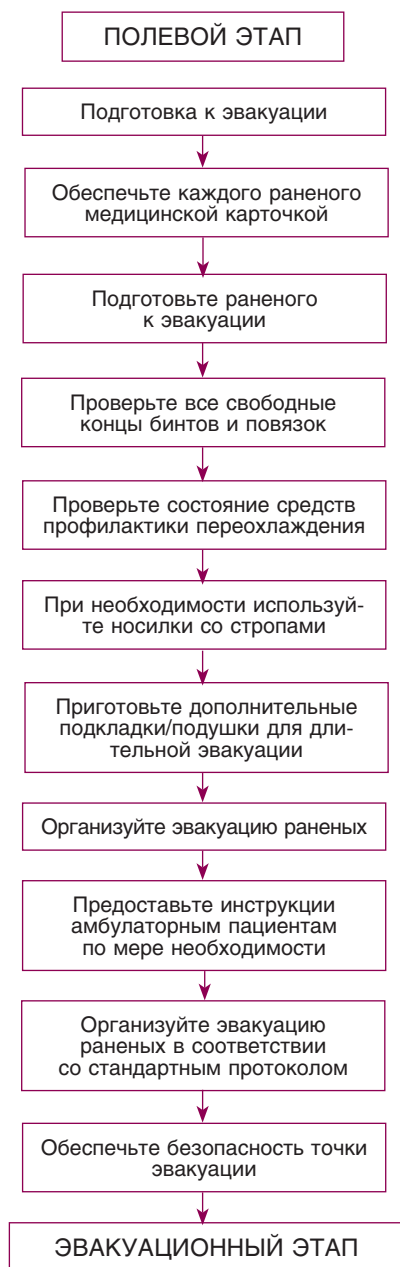 ПОЛЕВОЙ ЭТАП
Подготовка к эвакуации
Обеспечьте каждого раненого
медицинской карточкой
Подготовьте раненого
к эвакуации
Проверьте все свободные
концы бинтов и повязок
Проверьте состояние средств
профилактики переохлаждения
При необходимости используй-
те носилки со стропами
Приготовьте дополнительные
подкладки/подушки для дли-
тельной эвакуации
Организуйте эвакуацию раненых
Предоставьте инструкции
амбулаторным пациентам
по мере необходимости
Организуйте эвакуацию
раненых в соответствии
со стандартным протоколом
Обеспечьте безопасность точки
эвакуации
ЭВАКУАЦИОННЫЙ ЭТАП